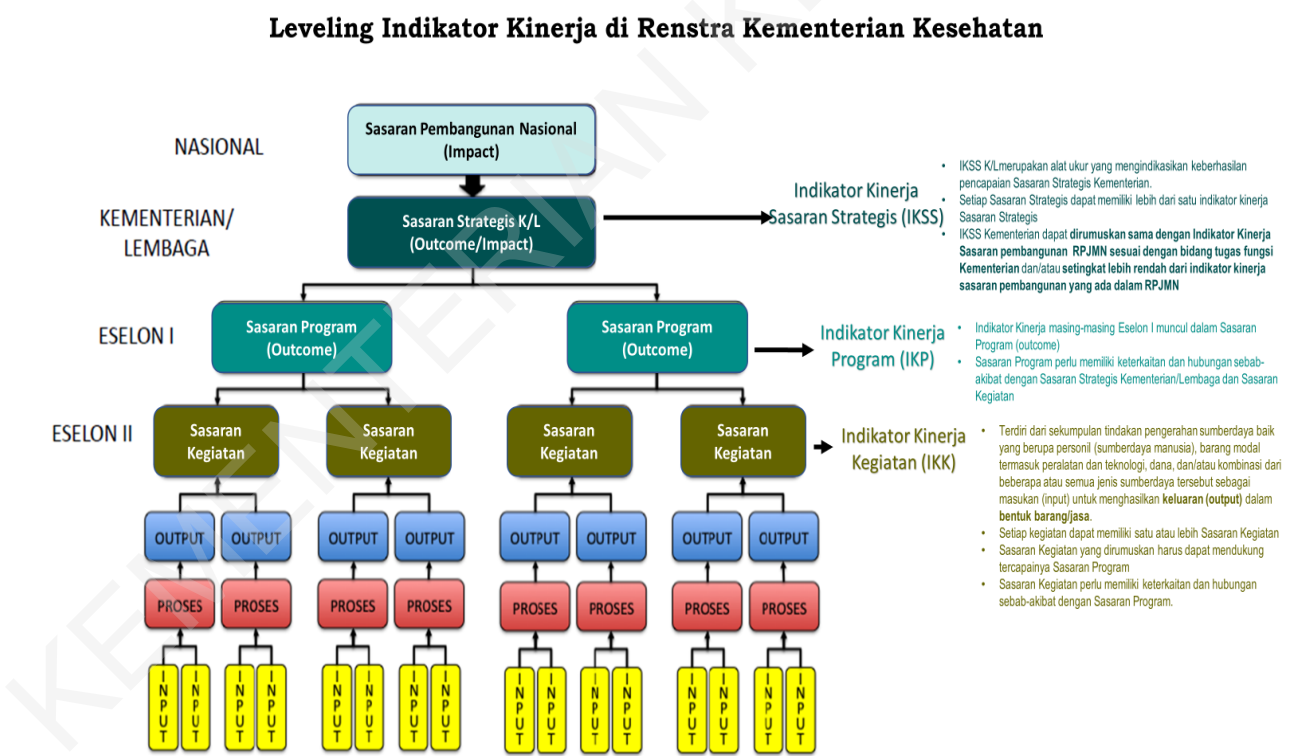 Leveling Indikator Kinerja di Renstra Kementerian Kesehatan
NASIONAL
Sasaran Pembangunan Nasional
(Impact)
KEMENTERIAN/
LEMBAGA
Sasaran Strategis K/L
(Outcome/Impact)
Indikator Kinerja
Sasaran Strategis (IKSS)
• IKSS K/Lmerupakan alat ukur yang mengindikasikan keberhasilan
pencapaian Sasaran Strategis Kementerian.
• Setiap Sasaran Strategis dapat memiliki lebih dari satu indikator kinerja
Sasaran Strategis
• IKSS Kementerian dapat dirumuskan sama dengan Indikator Kinerja
Sasaran pembangunan RPJMN sesuai dengan bidang tugas fungsi
Kementerian dan/atau setingkat lebih rendah dari indikator kinerja
sasaran pembangunan yang ada dalam RPJMN
ESELON I
Sasaran Program
(Outcome)
Sasaran Program
(Outcome)
Indikator Kinerja
Program (IKP)
• Indikator Kinerja masing-masing Eselon I muncul dalam Sasaran
Program (outcome)
• Sasaran Program perlu memiliki keterkaitan dan hubungan sebab-
akibat dengan Sasaran Strategis Kementerian/Lembaga dan Sasaran
Kegiatan
ESELON II
Sasaran
Kegiatan
Sasaran
Kegiatan
Sasaran
Kegiatan
Sasaran
Kegiatan
Indikator Kinerja
Kegiatan (IKK)
• Terdiri dari sekumpulan tindakan pengerahan sumberdaya baik
yang berupa personil (sumberdaya manusia), barang modal
termasuk peralatan dan teknologi, dana, dan/atau kombinasi dari
beberapa atau semua jenis sumberdaya tersebut sebagai
masukan (input) untuk menghasilkan keluaran (output) dalam
bentuk barang/jasa.
• Setiap kegiatan dapat memiliki satu atau lebih Sasaran Kegiatan
• Sasaran Kegiatan yang dirumuskan harus dapat mendukung
tercapainya Sasaran Program
• Sasaran Kegiatan perlu memiliki keterkaitan dan hubungan
sebab-akibat dengan Sasaran Program.
OUTPUT OUTPUT OUTPUT OUTPUT OUTPUT OUTPUT OUTPUT OUTPUT
PROSES PROSES PROSES PROSES PROSES PROSES PROSES PROSES
INPUT INPUT INPUT INPUT INPUT INPUT INPUT INPUT INPUT INPUT INPUT INPUT INPUT INPUT INPUT INPUT
KEMENTERIAN